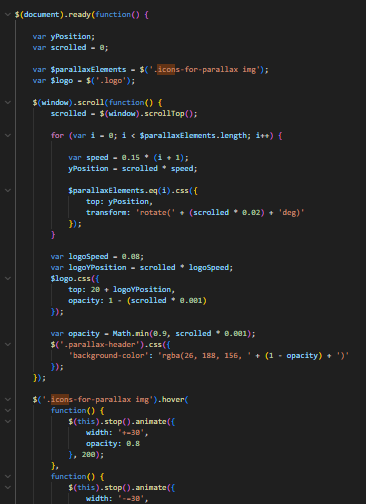 $(document).ready(function() {
var yPosition;
var scrolled = 0;
var $parallaxElements = $('.icons-for-parallax img');
var $logo = $('.logo');
$(window).scroll(function() {
scrolled = $(window).scrollTop();
for (var i = 0; i < $parallaxElements.length; i++) {
var speed = 0.15 * (i + 1);
yPosition = scrolled * speed;
$parallaxElements.eq(i).css({
top: yPosition,
transform: 'rotate(' + (scrolled * 0.02) + 'deg)'
});
}
var logoSpeed = 0.08;
var logoYPosition = scrolled * logoSpeed;
$logo.css({
top: 20 + logoYPosition,
opacity: 1 - (scrolled * 0.001)
});
var opacity = Math.min(0.9, scrolled * 0.001);
$('.parallax-header').css({
'background-color': 'rgba(26, 188, 156, ' + (1 - opacity) + ')'
});
});
$('.icons-for-parallax img').hover(
function() {
$(this).stop().animate({
width: '+=30',
opacity: 0.8
}, 200);
},
function() {
$(this).stop().animate({
width: '-=30',